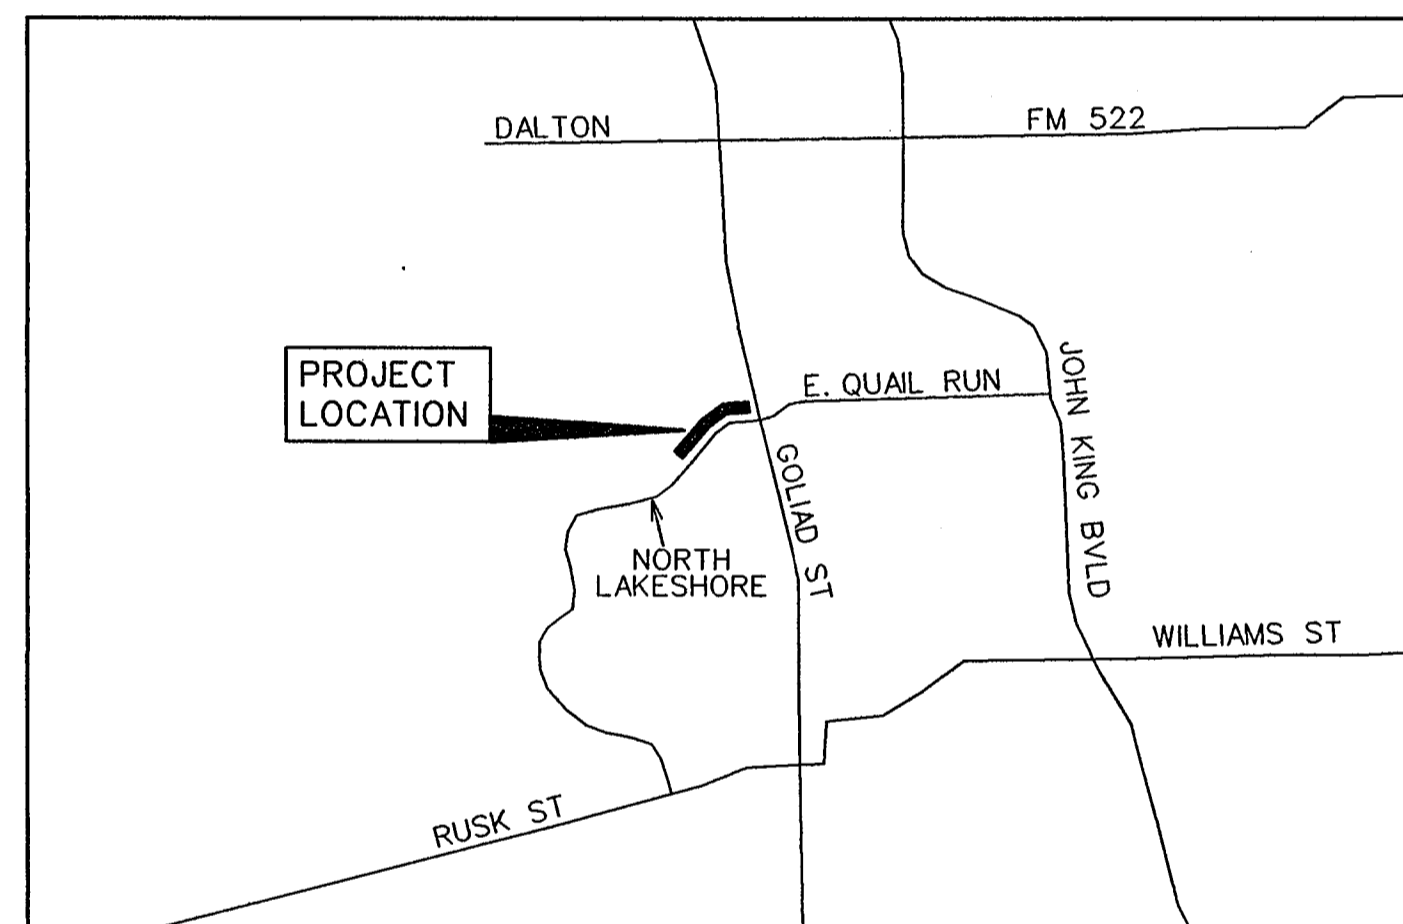 DALTON
FM 522
PROJECT
LOCATION
E. QUAIL RUN
JOHN KING BVLD
GOLIAD ST
NORTH
LAKESHORE
WILLIAMS ST
RUSK ST